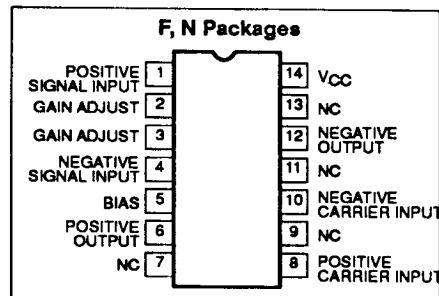 F, N Packages
POSITIVE
SIGNAL INPUT
1
GAIN ADJUST
2
GAIN ADJUST
3
NEGATIVE
SIGNAL INPUT
4
BIAS
5
POSITIVE
OUTPUT
6
NC
7
14
VCC
13
NC
12
NEGATIVE
OUTPUT
11
NC
10
NEGATIVE
CARRIER INPUT
9
NC
8
POSITIVE
CARRIER INPUT